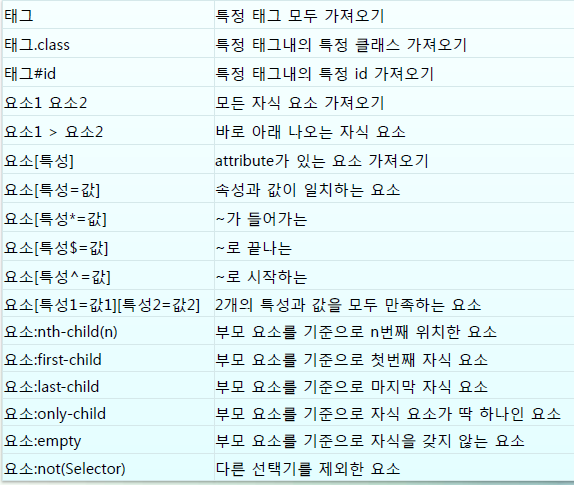 태그 특정 태그 모두 가져오기
태그.class 특정 태그내의 특정 클래스 가져오기
태그#id 특정 태그내의 특정 id 가져오기
요소1 요소2 모든 자식 요소 가져오기
요소1 > 요소2 바로 아래 나오는 자식 요소
요소[특성] attribute가 있는 요소 가져오기
요소[특성=값] 속성과 값이 일치하는 요소
요소[특성*=값] ~가 들어가는
요소[특성$=값] ~로 끝나는
요소[특성^=값] ~로 시작하는
요소[특성1=값1][특성2=값2] 2개의 특성과 값을 모두 만족하는 요소
요소:nth-child(n) 부모 요소를 기준으로 n번째 위치한 요소
요소:first-child 부모 요소를 기준으로 첫번째 자식 요소
요소:last-child 부모 요소를 기준으로 마지막 자식 요소
요소:only-child 부모 요소를 기준으로 자식 요소가 딱 하나인 요소
요소:empty 부모 요소를 기준으로 자식을 갖지 않는 요소
요소:not(Selector) 다른 선택기를 제외한 요소